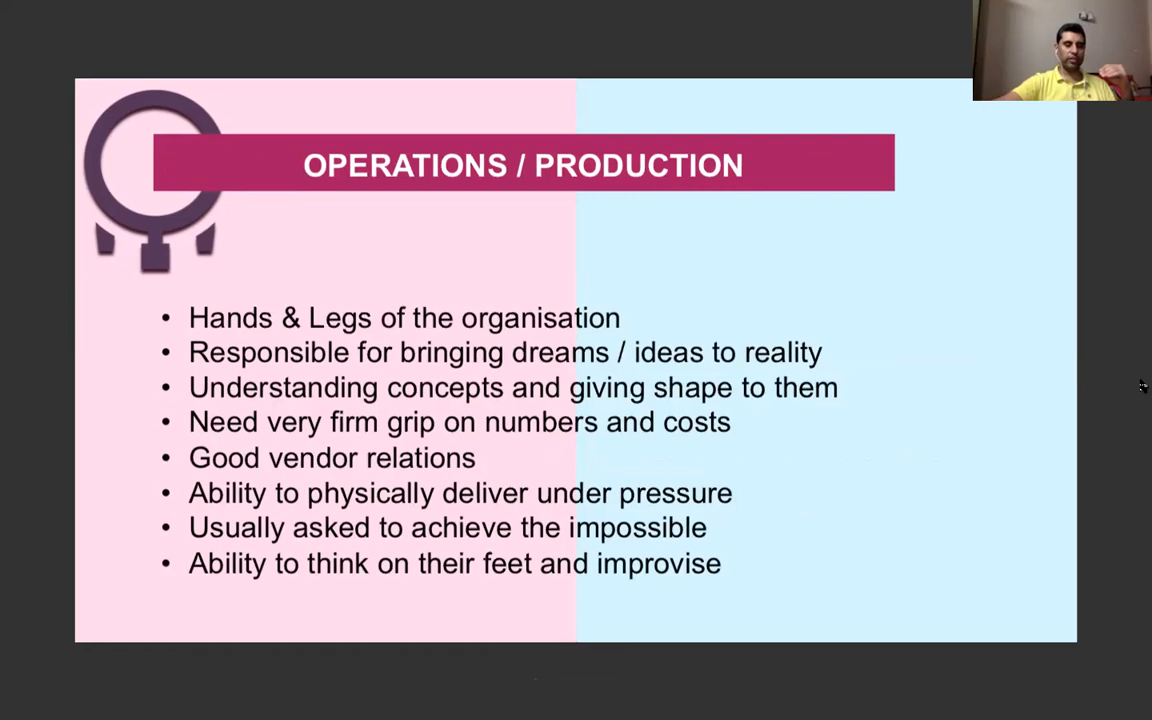 OPERATIONS / PRODUCTION
• Hands & Legs of the organisation
• Responsible for bringing dreams / ideas to reality
• Understanding concepts and giving shape to them
• Need very firm grip on numbers and costs
• Good vendor relations
• Ability to physically deliver under pressure
• Usually asked to achieve the impossible
• Ability to think on their feet and improvise